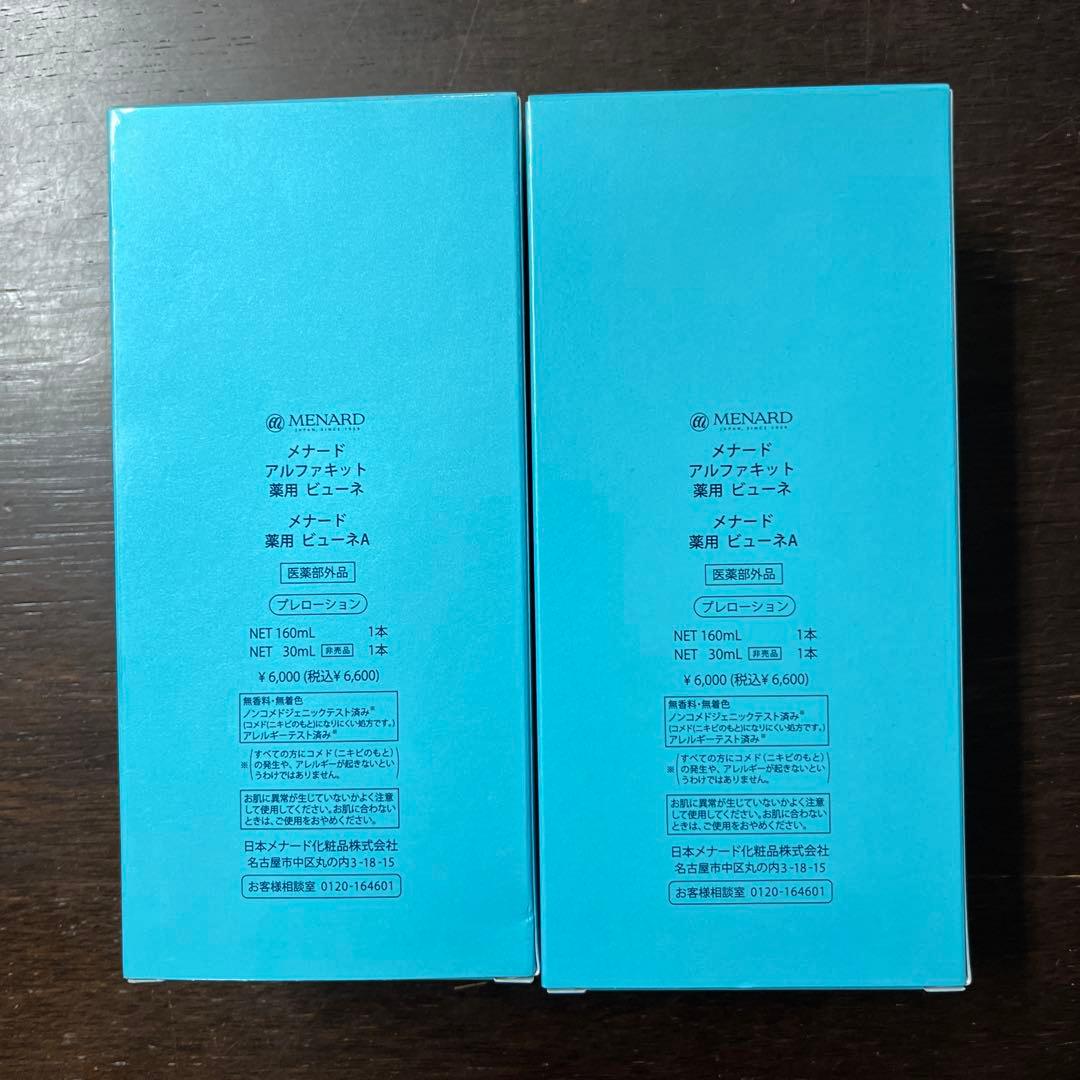 MENARD
JAPAN, SINCE 1959
メナード
アルファキット
薬用 ビューネ
メナード
薬用 ビューネA
医薬部外品
プレローション
NET 160mL 1本
NET 30mL 非売品 1本
¥6,000 (税込¥6,600)
無香料・無着色
ノンコメドジェニックテスト済み※
(コメド(ニキビのもと)になりにくい処方です。)
アレルギーテスト済み※
※(すべての方にコメド(ニキビのもと)
の発生や、アレルギーが起きないとい
うわけではありません。)
お肌に異常が生じていないかよく注意
して使用してください。お肌に合わない
ときは、ご使用をおやめください。
日本メナード化粧品株式会社
名古屋市中区丸の内3-18-15
お客様相談室 0120-164601
MENARD
JAPAN, SINCE 1959
メナード
アルファキット
薬用 ビューネ
メナード
薬用 ビューネA
医薬部外品
プレローション
NET 160mL 1本
NET 30mL 非売品 1本
¥6,000 (税込¥6,600)
無香料・無着色
ノンコメドジェニックテスト済み※
(コメド(ニキビのもと)になりにくい処方です。)
アレルギーテスト済み※
※(すべての方にコメド(ニキビのもと)
の発生や、アレルギーが起きないとい
うわけではありません。)
お肌に異常が生じていないかよく注意
して使用してください。お肌に合わない
ときは、ご使用をおやめください。
日本メナード化粧品株式会社
名古屋市中区丸の内3-18-15
お客様相談室 0120-164601